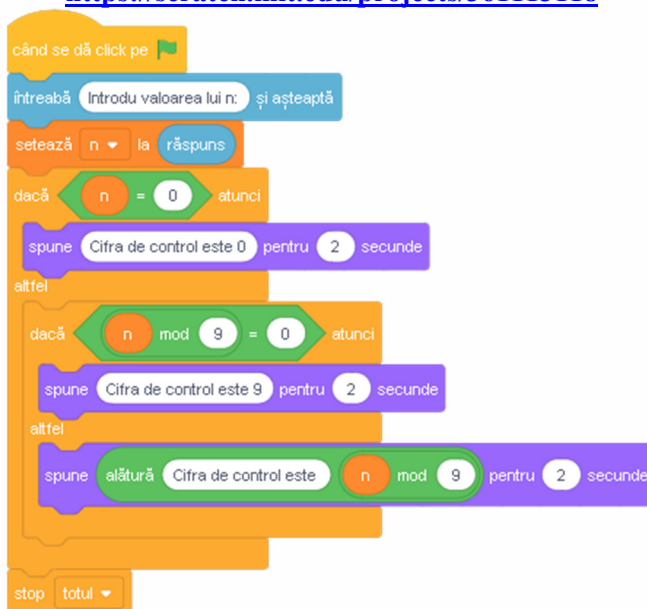 când se dă click pe
întreabă Introdu valoarea lui n: și așteaptă
setează n la răspuns
dacă n = 0 atunci
spune Cifra de control este 0 pentru 2 secunde
altfel
dacă n mod 9 = 0 atunci
spune Cifra de control este 9 pentru 2 secunde
altfel
spune alătură Cifra de control este n mod 9 pentru 2 secunde
stop totul